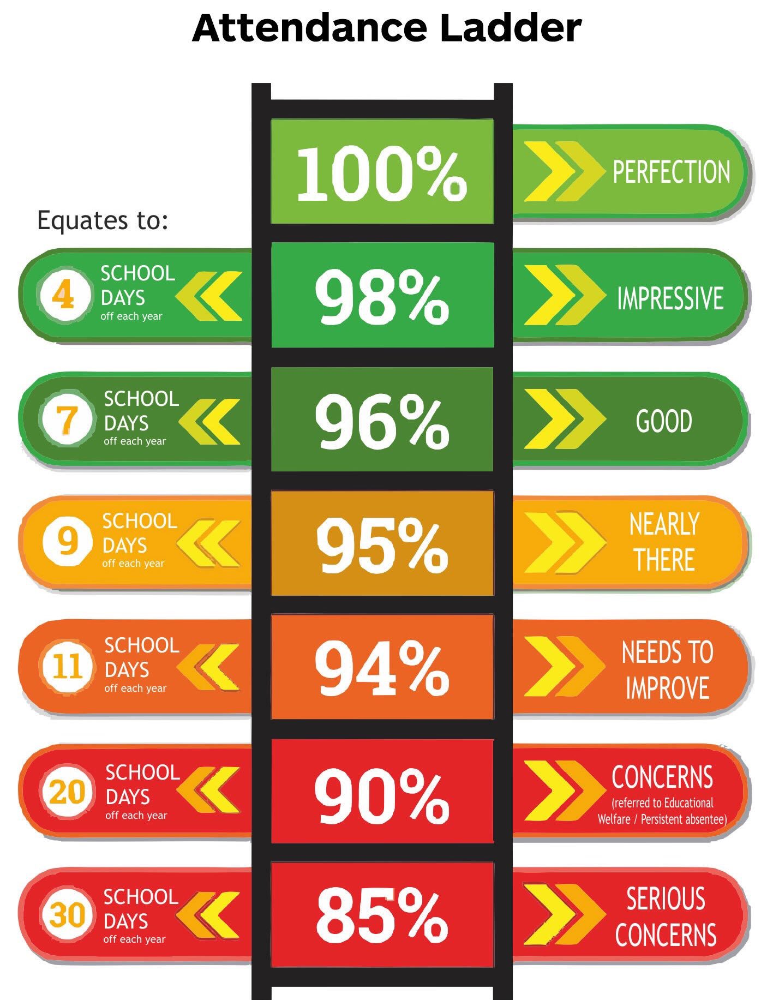 Attendance Ladder
100%
PERFECTION
Equates to:
4
SCHOOL
DAYS
off each year
98%
IMPRESSIVE
7
SCHOOL
DAYS
off each year
96%
GOOD
9
SCHOOL
DAYS
off each year
95%
NEARLY
THERE
11
SCHOOL
DAYS
off each year
94%
NEEDS TO
IMPROVE
20
SCHOOL
DAYS
off each year
90%
CONCERNS
(referred to Educational
Welfare / Persistent absentee)
30
SCHOOL
DAYS
off each year
85%
SERIOUS
CONCERNS